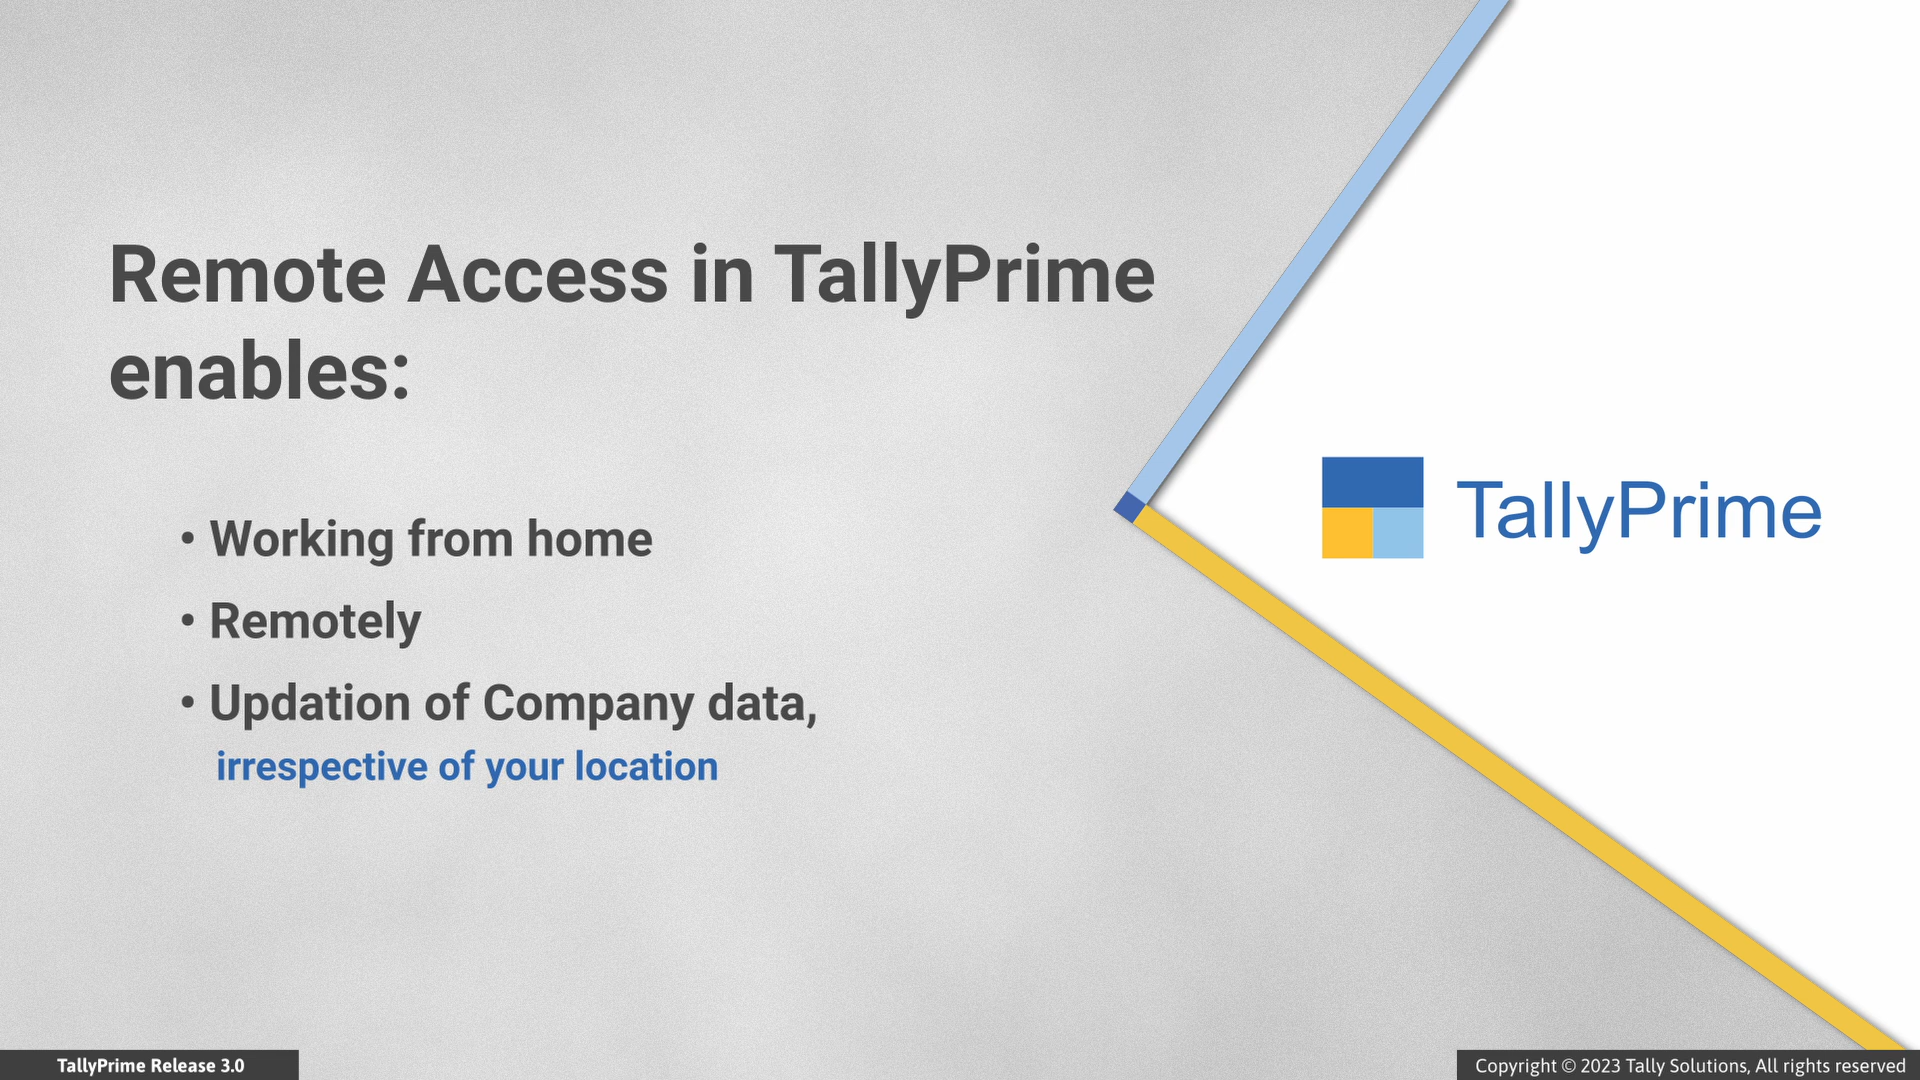 Remote Access in TallyPrime
enables:
• Working from home
• Remotely
• Updation of Company data,
irrespective of your location
TallyPrime
TallyPrime Release 3.0
Copyright © 2023 Tally Solutions, All rights reserved